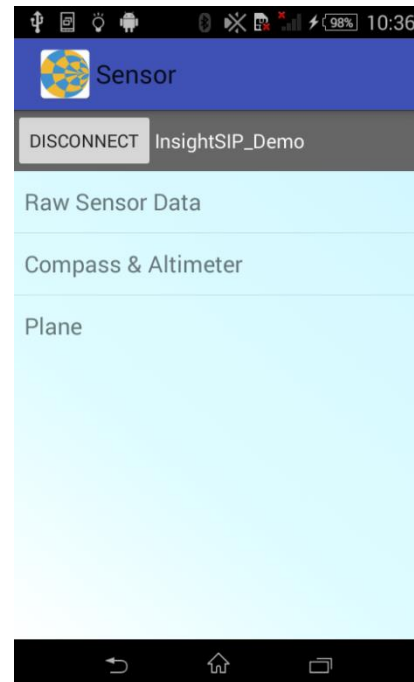 98% 10:36
Sensor
DISCONNECT InsightSIP_Demo
Raw Sensor Data
Compass & Altimeter
Plane